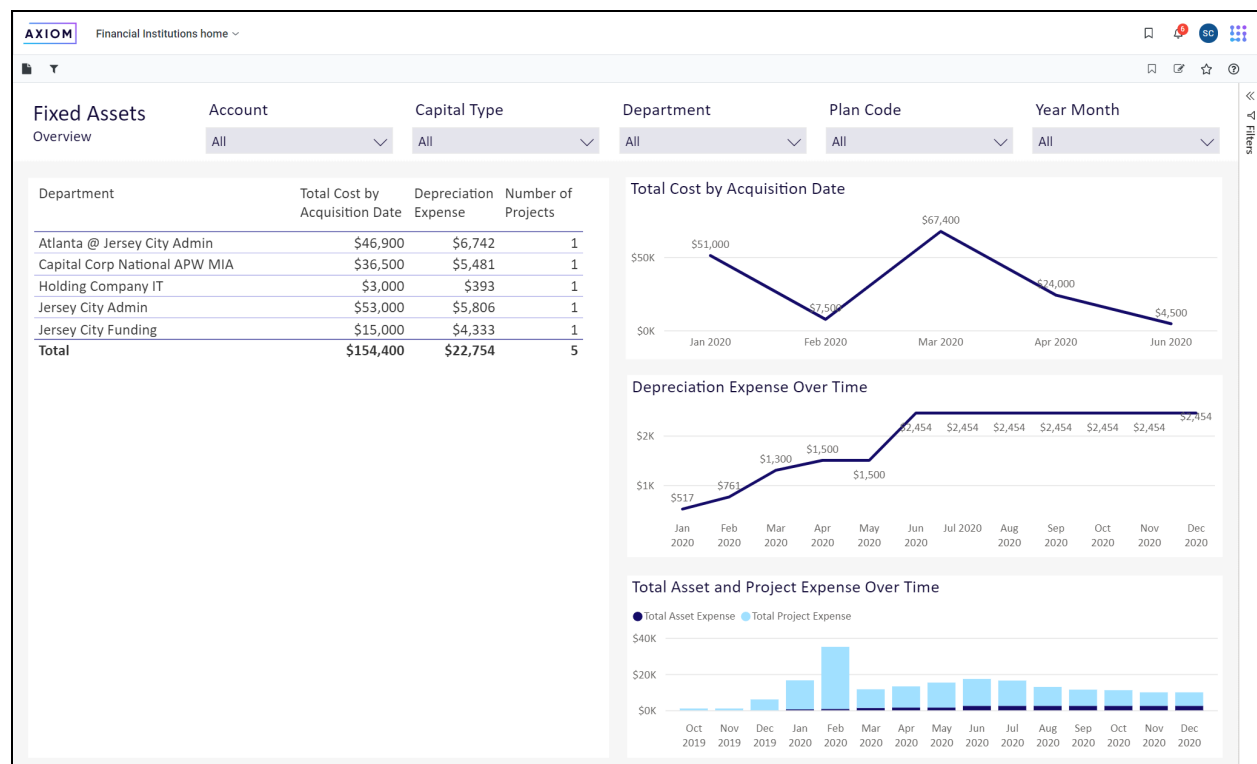 AXIOM Financial Institutions home
6
SC
Fixed Assets
Overview
Account
All
Capital Type
All
Department
All
Plan Code
All
Year Month
All
Filters
Department Total Cost by Acquisition Date Depreciation Expense Number of Projects
Atlanta @ Jersey City Admin $46,900 $6,742 1
Capital Corp National APW MIA $36,500 $5,481 1
Holding Company IT $3,000 $393 1
Jersey City Admin $53,000 $5,806 1
Jersey City Funding $15,000 $4,333 1
Total $154,400 $22,754 5
Total Cost by Acquisition Date
$67,400
$51,000
$50K
$24,000
$7,500
$4,500
$0K
Jan 2020 Feb 2020 Mar 2020 Apr 2020 Jun 2020
Depreciation Expense Over Time
$2,454
$2,454 $2,454 $2,454 $2,454 $2,454 $2,454
$2K
$1,500
$1,300
$1,500
$1K
$761
$517
Jan 2020 Feb 2020 Mar 2020 Apr 2020 May 2020 Jun 2020 Jul 2020 Aug 2020 Sep 2020 Oct 2020 Nov 2020 Dec 2020
Total Asset and Project Expense Over Time
Total Asset Expense Total Project Expense
$40K
$20K
$0K
Oct 2019 Nov 2019 Dec 2019 Jan 2020 Feb 2020 Mar 2020 Apr 2020 May 2020 Jun 2020 Jul 2020 Aug 2020 Sep 2020 Oct 2020 Nov 2020 Dec 2020